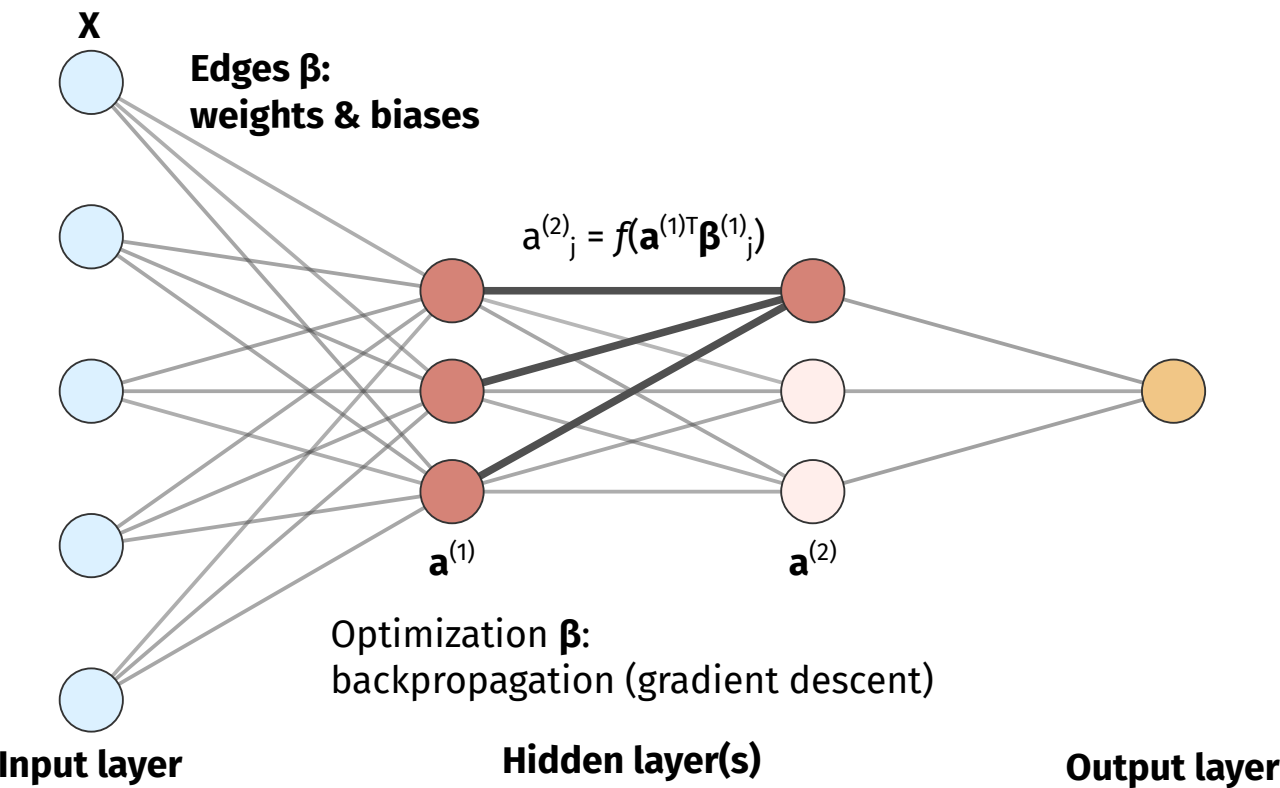 X
Edges β:
weights & biases
a⁽²⁾ⱼ = f(a⁽¹⁾ᵀβ⁽¹⁾ⱼ)
a⁽¹⁾
a⁽²⁾
Optimization β:
backpropagation (gradient descent)
Input layer
Hidden layer(s)
Output layer